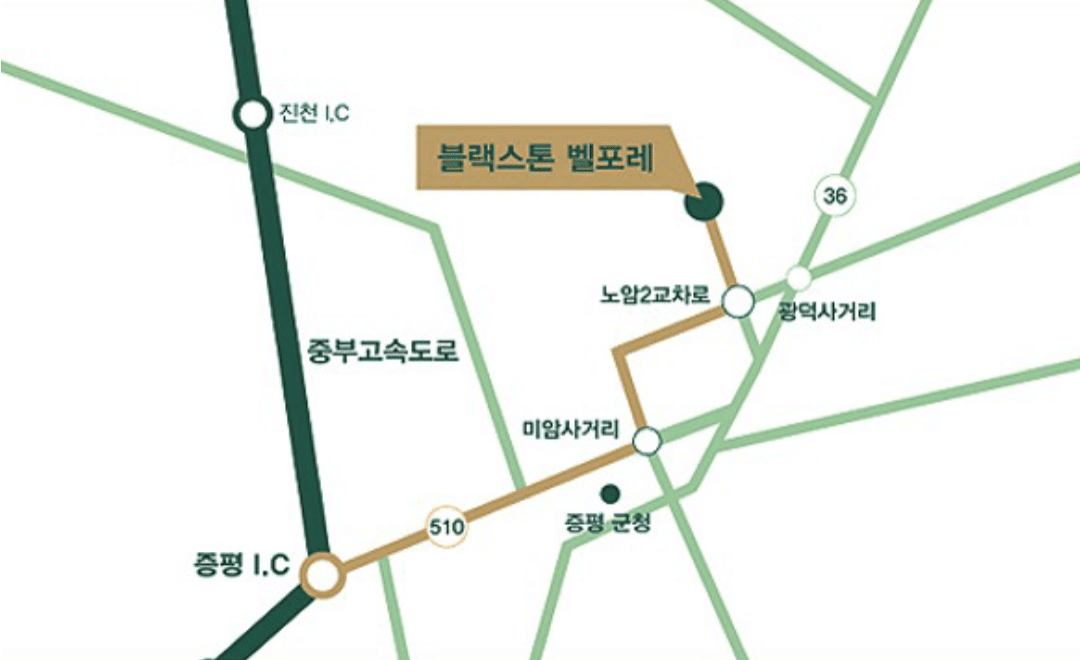 진천 I.C
블랙스톤 벨포레
36
노암2교차로
광덕사거리
중부고속도로
미암사거리
510
증평 군청
증평 I.C